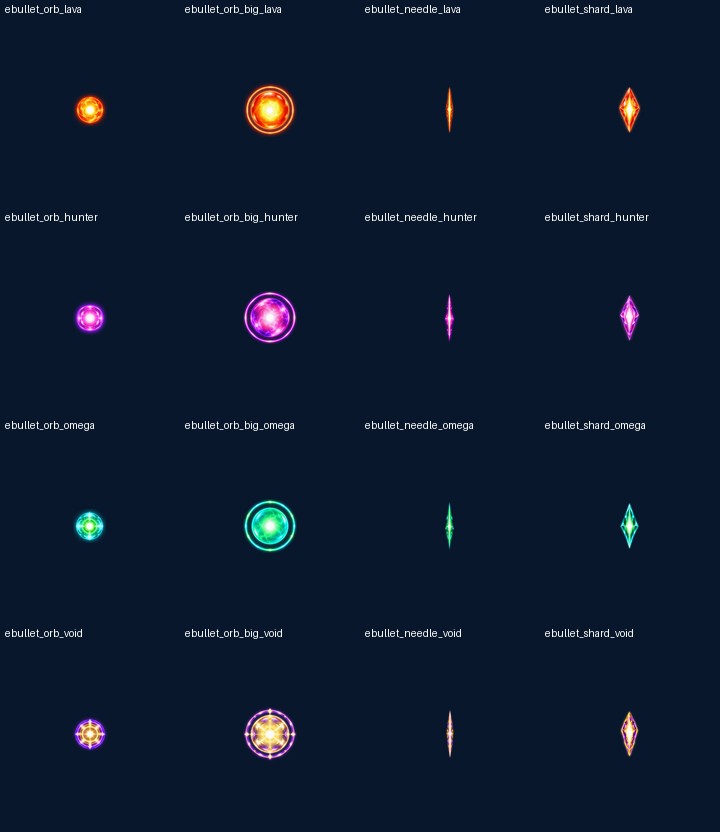 ebullet_orb_lava
ebullet_orb_big_lava
ebullet_needle_lava
ebullet_shard_lava
ebullet_orb_hunter
ebullet_orb_big_hunter
ebullet_needle_hunter
ebullet_shard_hunter
ebullet_orb_omega
ebullet_orb_big_omega
ebullet_needle_omega
ebullet_shard_omega
ebullet_orb_void
ebullet_orb_big_void
ebullet_needle_void
ebullet_shard_void